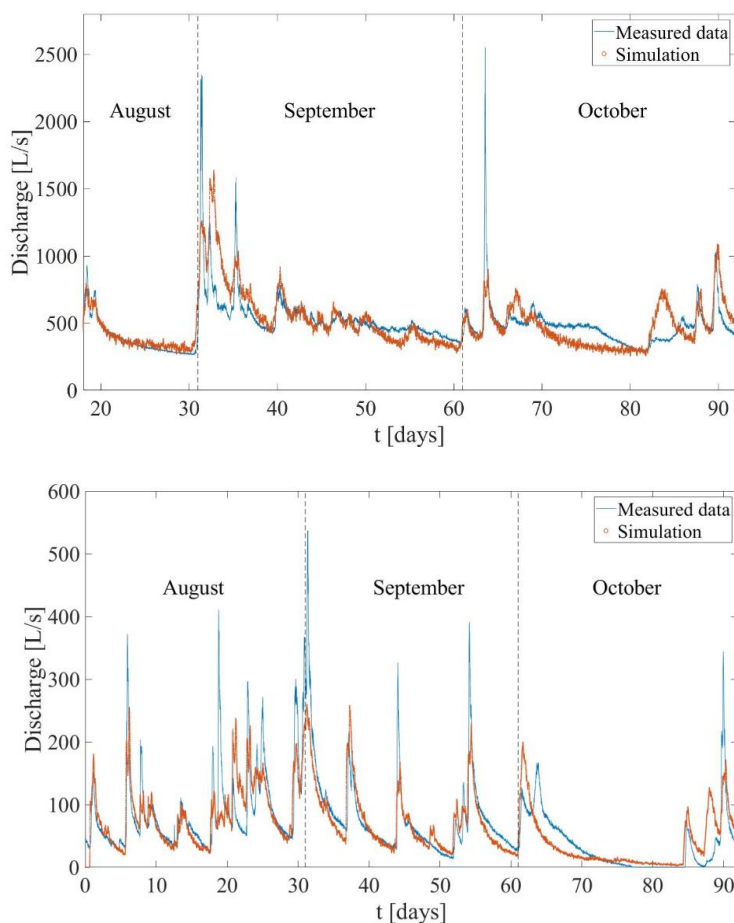 Measured data
Simulation
August
September
October
Discharge [L/s]
2500
2000
1500
1000
500
0
20 30 40 50 60 70 80 90
t [days]
Measured data
Simulation
August
September
October
Discharge [L/s]
600
500
400
300
200
100
0
0 10 20 30 40 50 60 70 80 90
t [days]